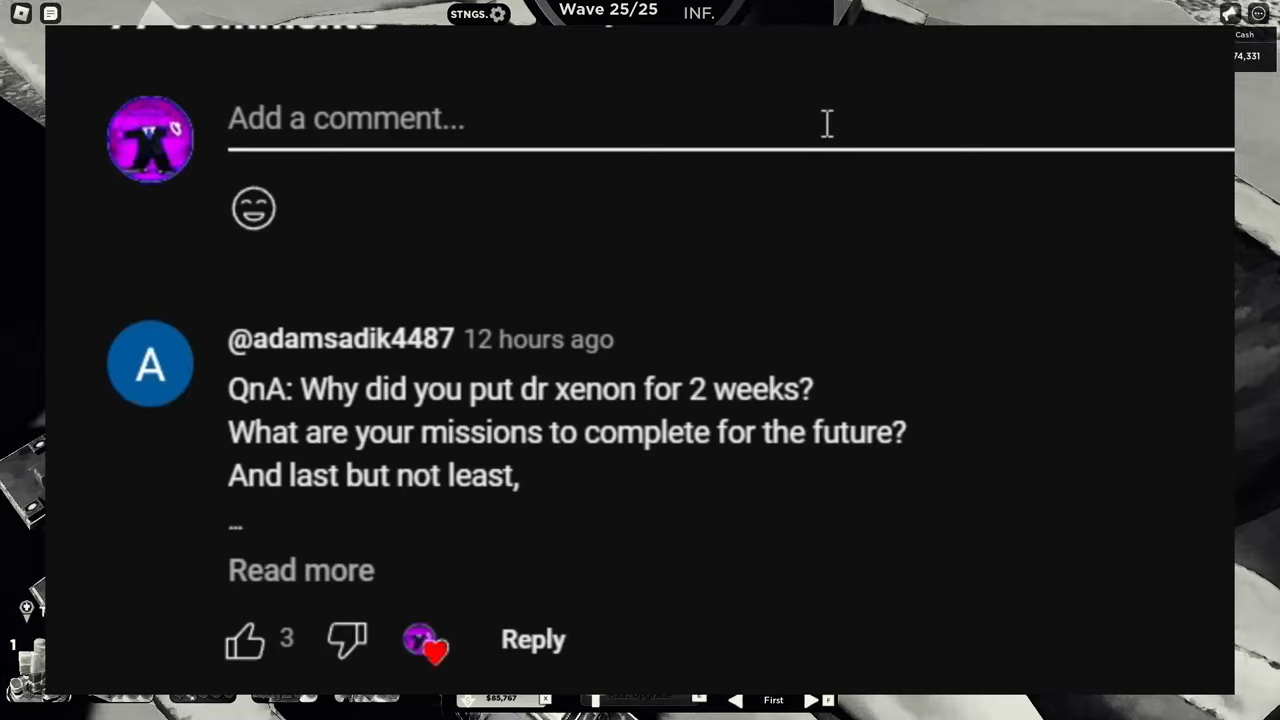 STNGS.
Wave 25/25
INF.
Cash
74,331
Comments
Add a comment...
A
@adamsadik4487 12 hours ago
QnA: Why did you put dr xenon for 2 weeks?
What are your missions to complete for the future?
And last but not least,
...
Read more
3
Reply
1
$85,767
X
First
F